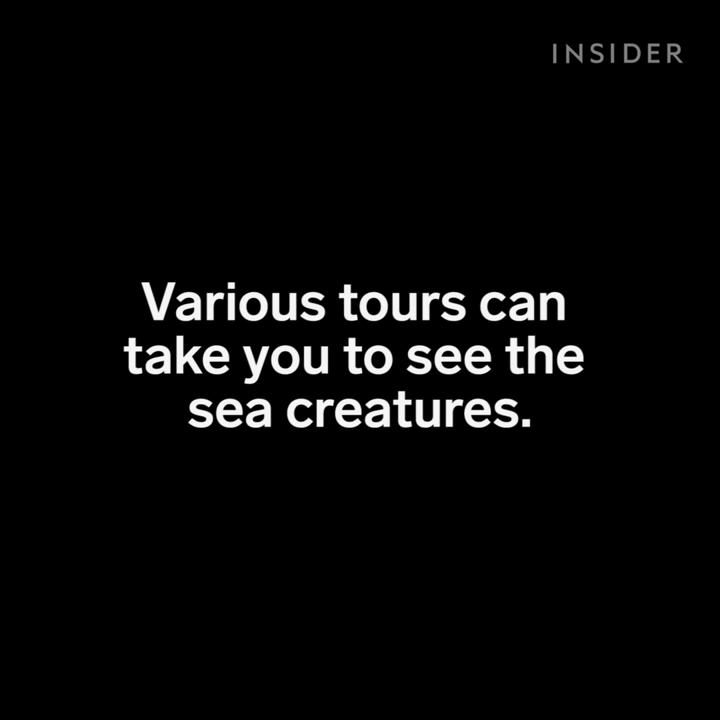 INSIDER
Various tours can
take you to see the
sea creatures.